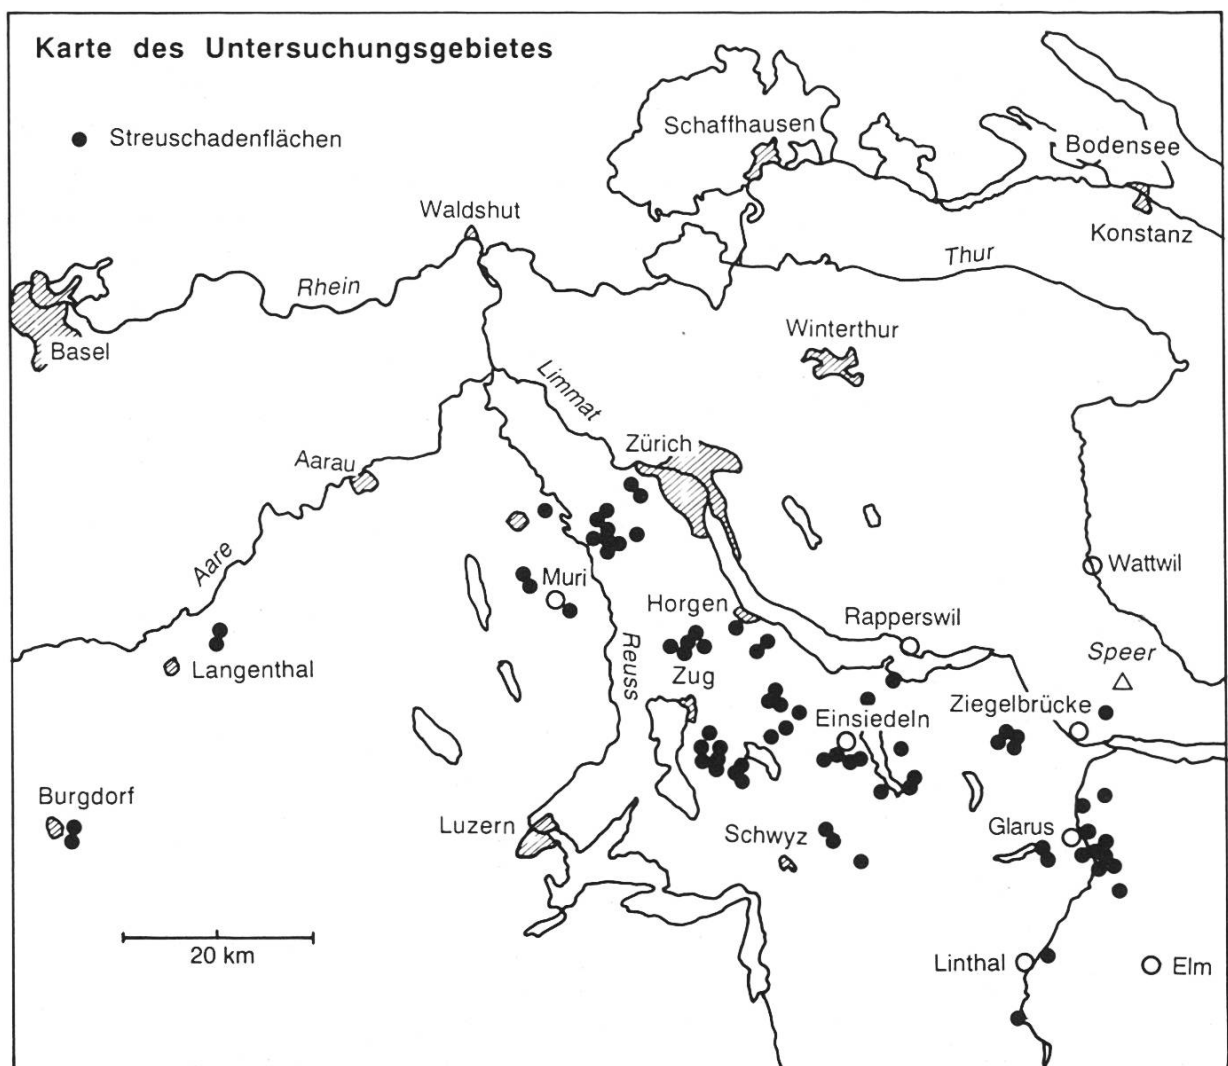 Karte des Untersuchungsgebietes
Streuschadenflächen
Schaffhausen
Bodensee
Waldshut
Konstanz
Thur
Rhein
Winterthur
Basel
Limmat
Zürich
Aarau
Aare
Wattwil
Muri
Horgen
Rapperswil
Langenthal
Reuss
Zug
Speer
Einsiedeln
Ziegelbrücke
Burgdorf
Luzern
Schwyz
Glarus
20 km
Linthal
Elm